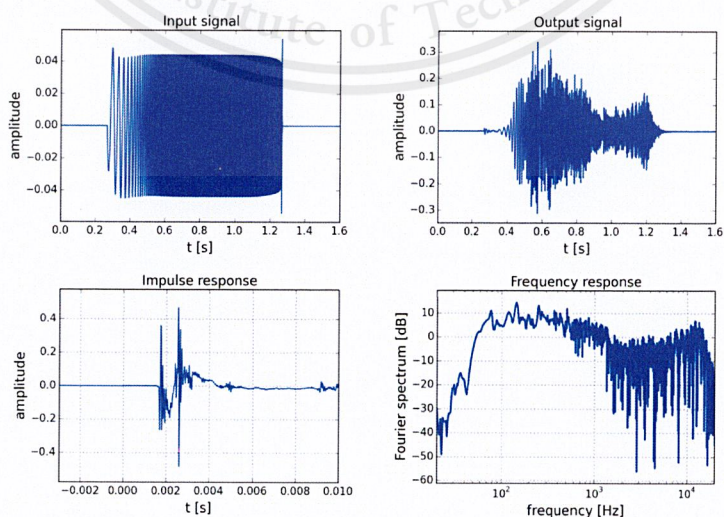 Institute of Tech
Input signal
amplitude
0.04
0.02
0.00
−0.02
−0.04
0.0 0.2 0.4 0.6 0.8 1.0 1.2 1.4 1.6
t [s]
Output signal
amplitude
0.3
0.2
0.1
0.0
−0.1
−0.2
−0.3
0.0 0.2 0.4 0.6 0.8 1.0 1.2 1.4 1.6
t [s]
Impulse response
amplitude
0.4
0.2
0.0
−0.2
−0.4
−0.002 0.000 0.002 0.004 0.006 0.008 0.010
t [s]
Frequency response
Fourier spectrum [dB]
10
0
−10
−20
−30
−40
−50
−60
10² 10³ 10⁴
frequency [Hz]